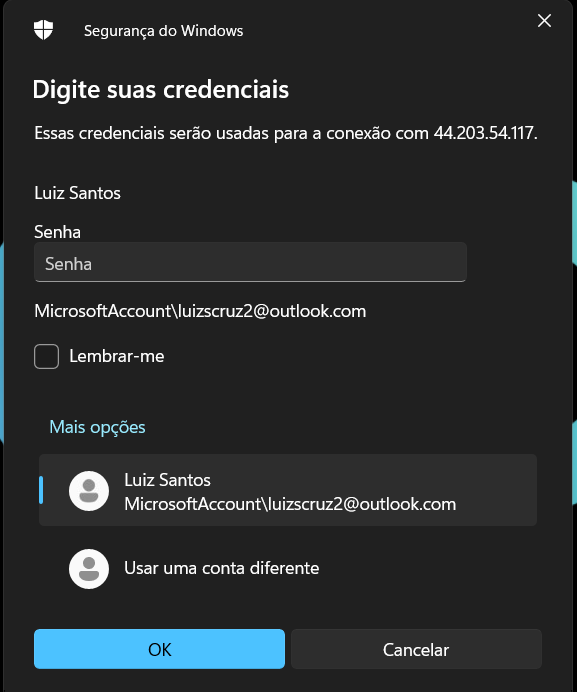 Segurança do Windows
Digite suas credenciais
Essas credenciais serão usadas para a conexão com 44.203.54.117.
Luiz Santos
Senha
Senha
MicrosoftAccount\luizscruz2@outlook.com
Lembrar-me
Mais opções
Luiz Santos
MicrosoftAccount\luizscruz2@outlook.com
Usar uma conta diferente
OK
Cancelar